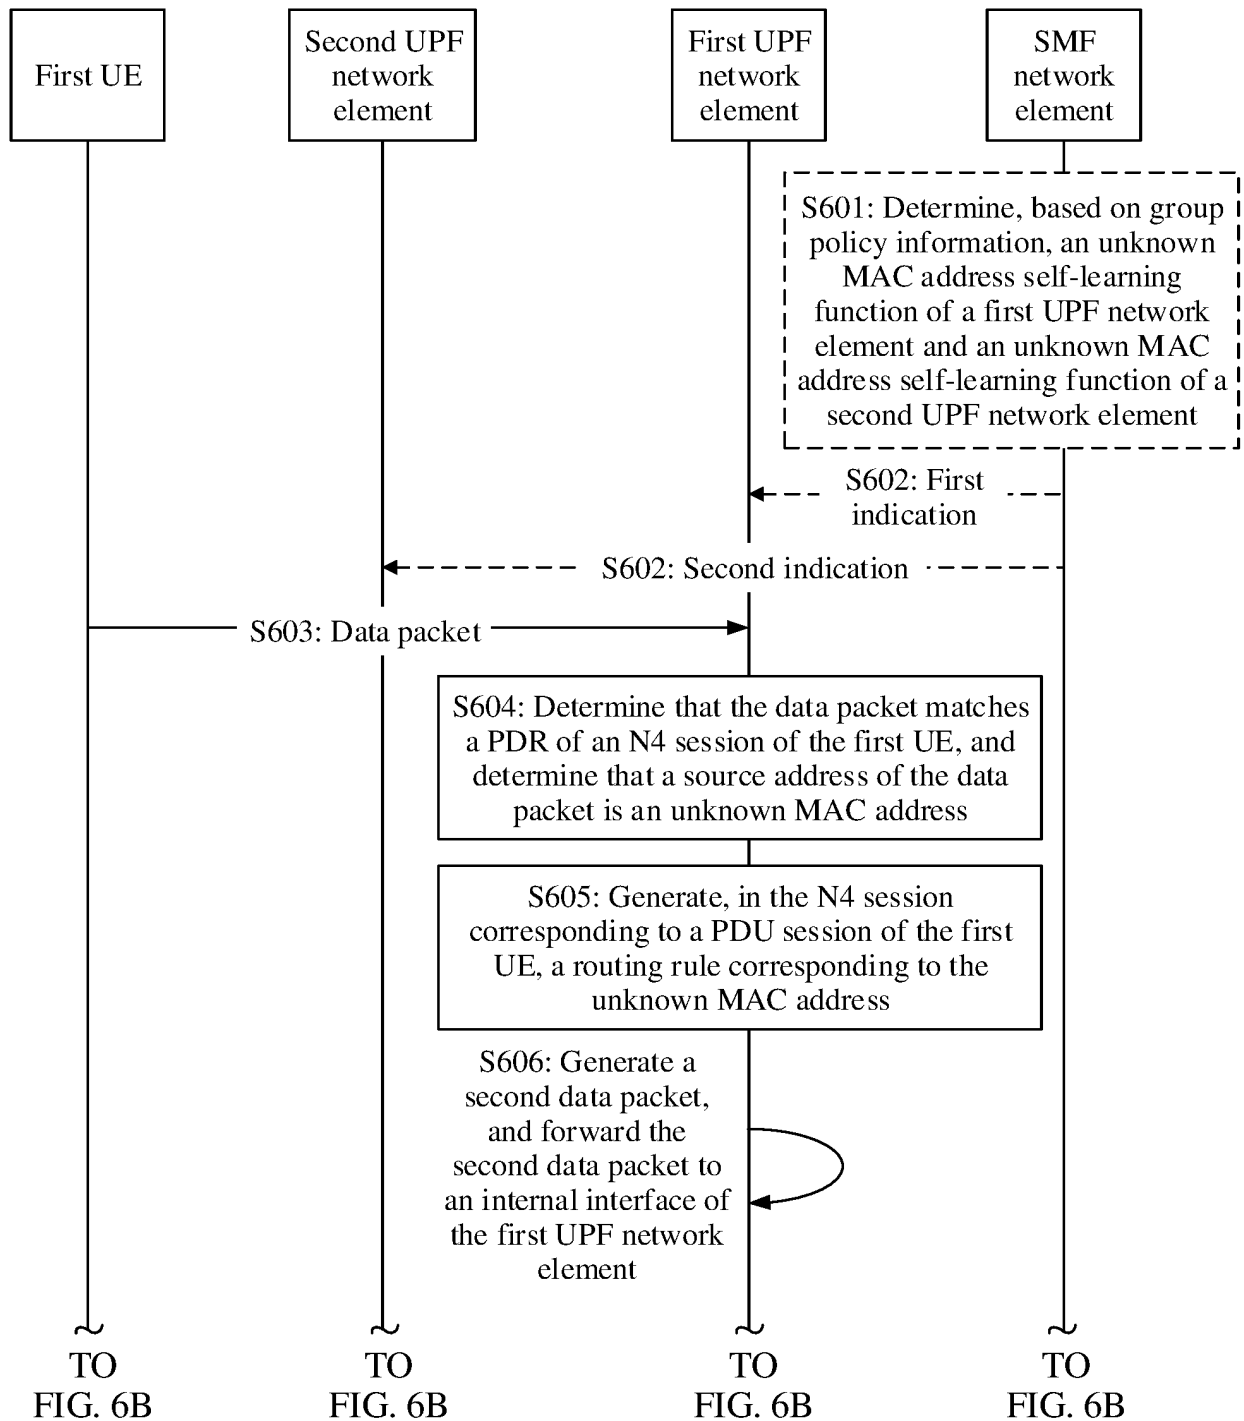 First UE
Second UPF
network
element
First UPF
network
element
SMF
network
element
S601: Determine, based on group
policy information, an unknown
MAC address self-learning
function of a first UPF network
element and an unknown MAC
address self-learning function of a
second UPF network element
S602: First
indication
S602: Second indication
S603: Data packet
S604: Determine that the data packet matches
a PDR of an N4 session of the first UE, and
determine that a source address of the data
packet is an unknown MAC address
S605: Generate, in the N4 session
corresponding to a PDU session of the first
UE, a routing rule corresponding to the
unknown MAC address
S606: Generate a
second data packet,
and forward the
second data packet to
an internal interface of
the first UPF network
element
TO
FIG. 6B
TO
FIG. 6B
TO
FIG. 6B
TO
FIG. 6B